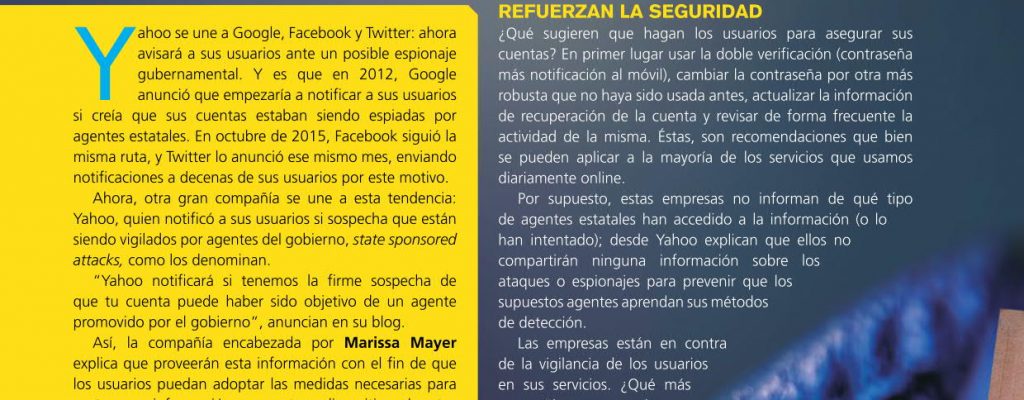 Yahoo se une a Google, Facebook y Twitter: ahora
avisará a sus usuarios ante un posible espionaje
gubernamental. Y es que en 2012, Google
anunció que empezaría a notificar a sus usuarios
si creía que sus cuentas estaban siendo espiadas por
agentes estatales. En octubre de 2015, Facebook siguió la
misma ruta, y Twitter lo anunció ese mismo mes, enviando
notificaciones a decenas de sus usuarios por este motivo.
Ahora, otra gran compañía se une a esta tendencia:
Yahoo, quien notificó a sus usuarios si sospecha que están
siendo vigilados por agentes del gobierno, state sponsored
attacks, como los denominan.
"Yahoo notificará si tenemos la firme sospecha de
que tu cuenta puede haber sido objetivo de un agente
promovido por el gobierno", anuncian en su blog.
Así, la compañía encabezada por Marissa Mayer
explica que proveerán esta información con el fin de que
los usuarios puedan adoptar las medidas necesarias para
REFUERZAN LA SEGURIDAD
¿Qué sugieren que hagan los usuarios para asegurar sus
cuentas? En primer lugar usar la doble verificación (contraseña
más notificación al móvil), cambiar la contraseña por otra más
robusta que no haya sido usada antes, actualizar la información
de recuperación de la cuenta y revisar de forma frecuente la
actividad de la misma. Éstas, son recomendaciones que bien
se pueden aplicar a la mayoría de los servicios que usamos
diariamente online.
Por supuesto, estas empresas no informan de qué tipo
de agentes estatales han accedido a la información (o lo
han intentado); desde Yahoo explican que ellos no
compartirán ninguna información sobre los
ataques o espionajes para prevenir que los
supuestos agentes aprendan sus métodos
de detección.
Las empresas están en contra
de la vigilancia de los usuarios
en sus servicios. ¿Qué más